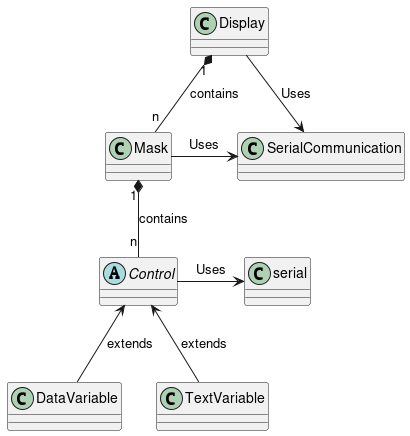 C Display
1
contains
Uses
n
C Mask
Uses
C SerialCommunication
1
contains
n
A Control
Uses
C serial
extends
extends
C DataVariable
C TextVariable